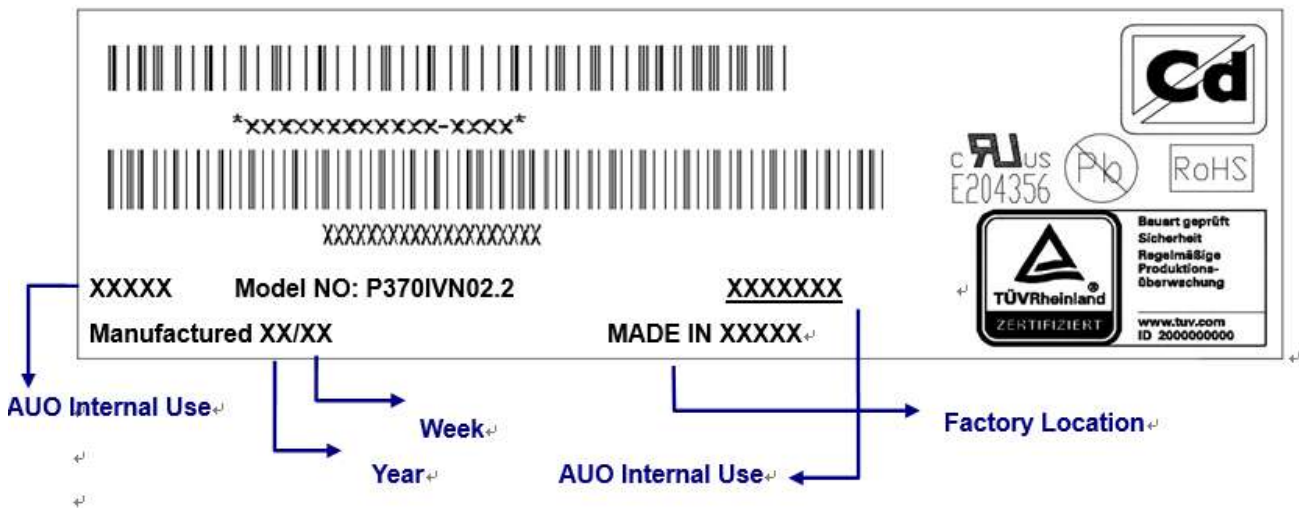 *XXXXXXXXXXXX-XXXX*
XXXXXXXXXXXXXXXXXXXX
XXXXX Model NO: P370IVN02.2 XXXXXXX
Manufactured XX/XX MADE IN XXXXX
Cd
c RU US
E204356
Pb
RoHS
TÜVRheinland ®
ZERTIFIZIERT
Bauart geprüft
Sicherheit
Regelmäßige
Produktions-
überwachung
www.tuv.com
ID 2000000000
AUO Internal Use
Week
Year
AUO Internal Use
Factory Location